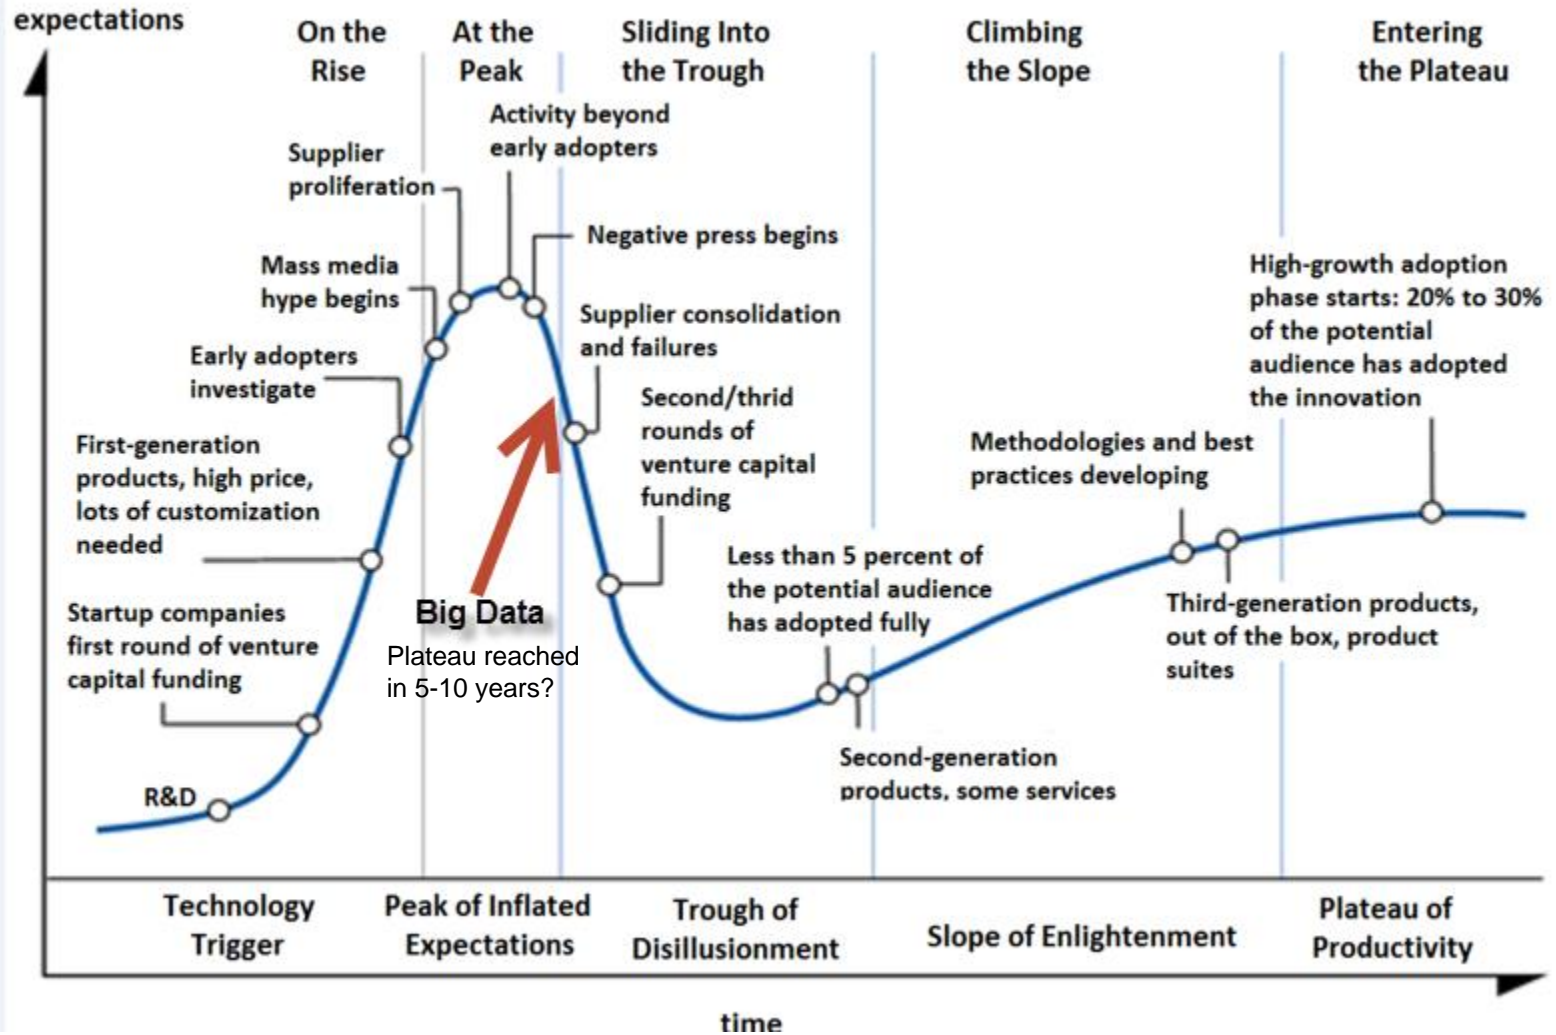 expectations
On the
Rise
At the
Peak
Sliding Into
the Trough
Climbing
the Slope
Entering
the Plateau
Activity beyond
early adopters
Supplier
proliferation
Negative press begins
Mass media
hype begins
Supplier consolidation
and failures
Early adopters
investigate
Second/thrid
rounds of
venture capital
funding
First-generation
products, high price,
lots of customization
needed
High-growth adoption
phase starts: 20% to 30%
of the potential
audience has adopted
the innovation
Methodologies and best
practices developing
Less than 5 percent of
the potential audience
has adopted fully
Startup companies
first round of venture
capital funding
Big Data
Plateau reached
in 5-10 years?
Third-generation products,
out of the box, product
suites
Second-generation
products, some services
R&D
Technology
Trigger
Peak of Inflated
Expectations
Trough of
Disillusionment
Slope of Enlightenment
Plateau of
Productivity
time